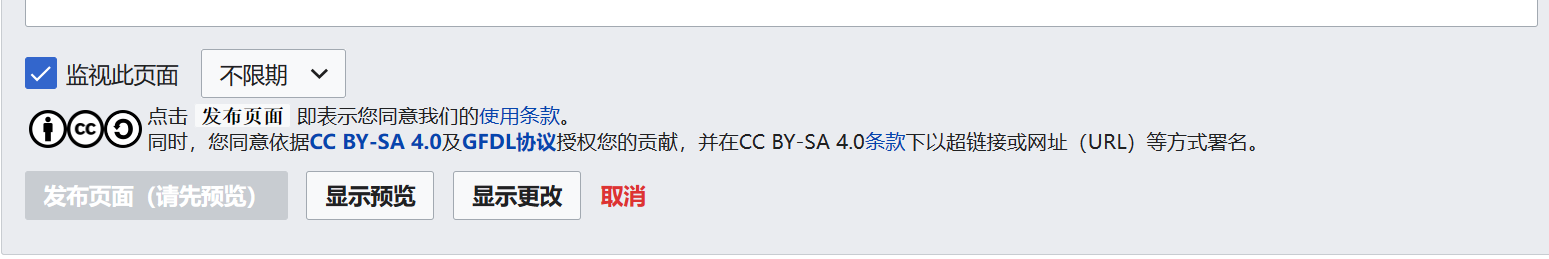 监视此页面 不限期
点击 发布页面 即表示您同意我们的使用条款。
同时，您同意依据CC BY-SA 4.0及GFDL协议授权您的贡献，并在CC BY-SA 4.0条款下以超链接或网址（URL）等方式署名。
发布页面（请先预览） 显示预览 显示更改 取消